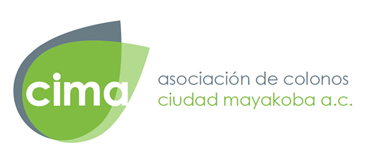 cima
asociación de colonos
ciudad mayakoba a.c.